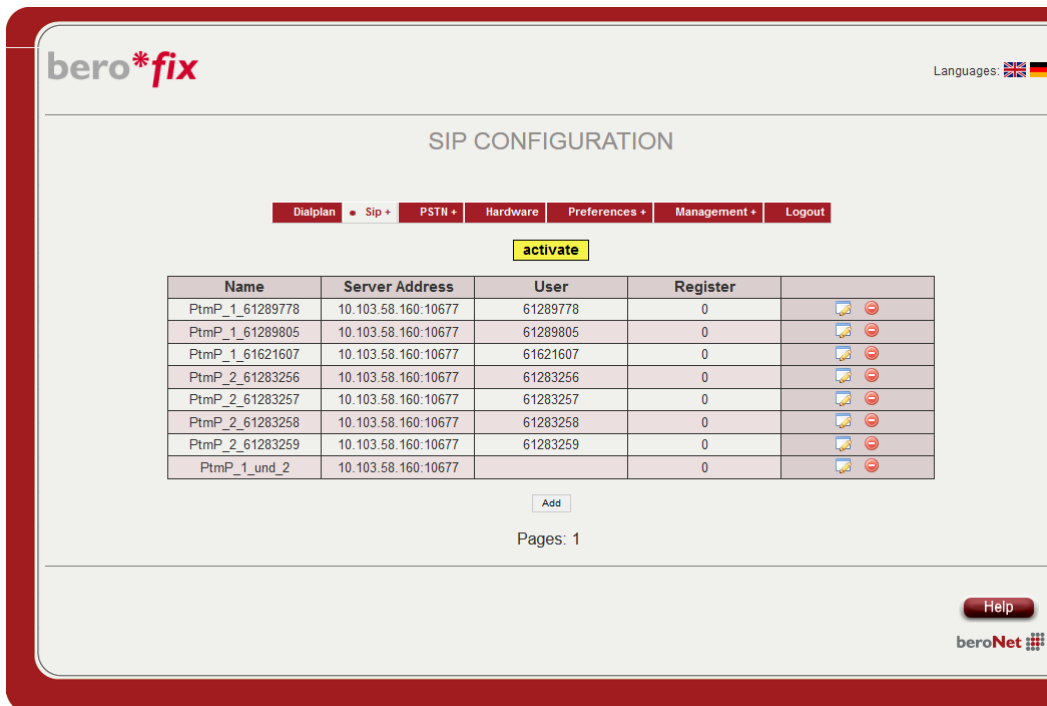 bero*fix
Languages:
SIP CONFIGURATION
Dialplan Sip + PSTN + Hardware Preferences + Management + Logout
activate
Name Server Address User Register
PtmP_1_61289778 10.103.58.160:10677 61289778 0
PtmP_1_61289805 10.103.58.160:10677 61289805 0
PtmP_1_61621607 10.103.58.160:10677 61621607 0
PtmP_2_61283256 10.103.58.160:10677 61283256 0
PtmP_2_61283257 10.103.58.160:10677 61283257 0
PtmP_2_61283258 10.103.58.160:10677 61283258 0
PtmP_2_61283259 10.103.58.160:10677 61283259 0
PtmP_1_und_2 10.103.58.160:10677 0
Add
Pages: 1
Help
beroNet